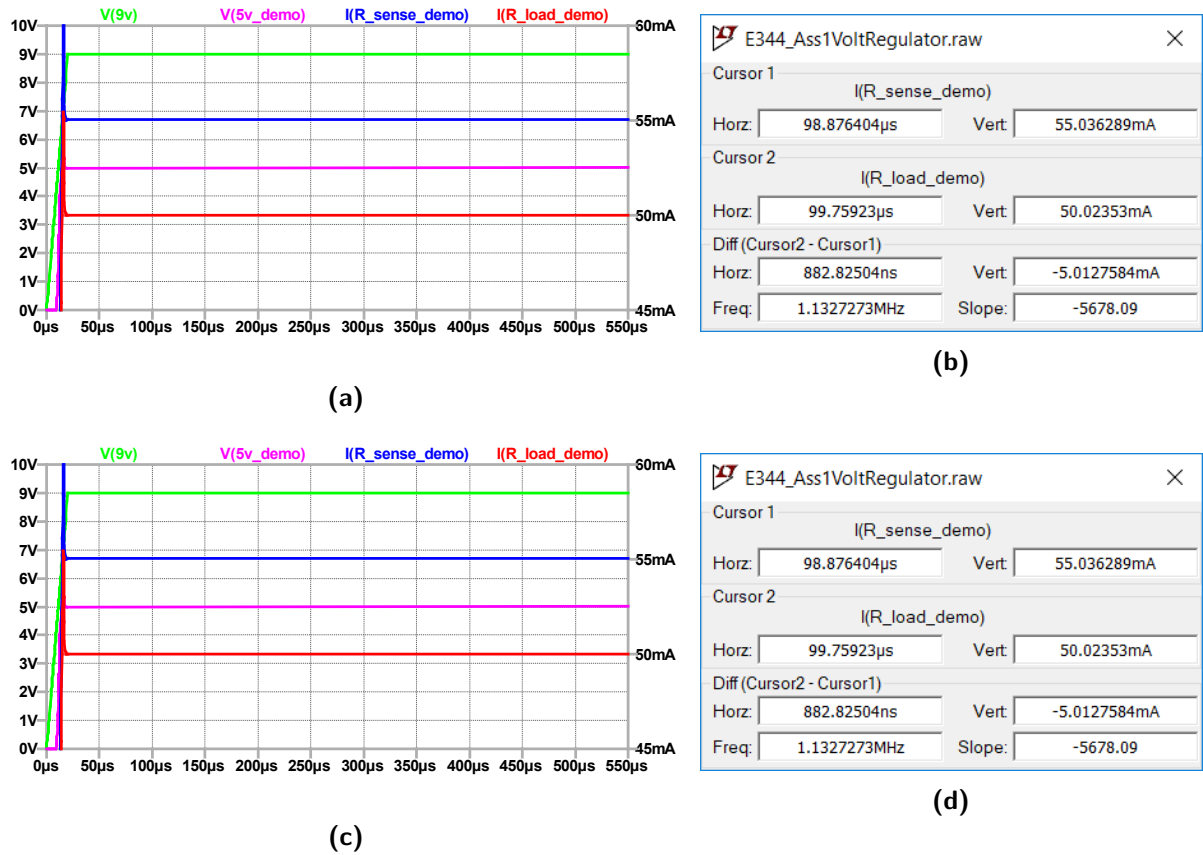 V(9v) V(5v_demo) I(R_sense_demo) I(R_load_demo)
10V 60mA
9V
8V
7V
6V 55mA
5V
4V
3V 50mA
2V
1V
0V 45mA
0µs 50µs 100µs 150µs 200µs 250µs 300µs 350µs 400µs 450µs 500µs 550µs
(a)
E344_Ass1VoltRegulator.raw
Cursor 1
I(R_sense_demo)
Horz: 98.876404µs Vert: 55.036289mA
Cursor 2
I(R_load_demo)
Horz: 99.75923µs Vert: 50.02353mA
Diff (Cursor2 - Cursor1)
Horz: 882.82504ns Vert: -5.0127584mA
Freq: 1.1327273MHz Slope: -5678.09
(b)
V(9v) V(5v_demo) I(R_sense_demo) I(R_load_demo)
10V 60mA
9V
8V
7V
6V 55mA
5V
4V
3V 50mA
2V
1V
0V 45mA
0µs 50µs 100µs 150µs 200µs 250µs 300µs 350µs 400µs 450µs 500µs 550µs
(c)
E344_Ass1VoltRegulator.raw
Cursor 1
I(R_sense_demo)
Horz: 98.876404µs Vert: 55.036289mA
Cursor 2
I(R_load_demo)
Horz: 99.75923µs Vert: 50.02353mA
Diff (Cursor2 - Cursor1)
Horz: 882.82504ns Vert: -5.0127584mA
Freq: 1.1327273MHz Slope: -5678.09
(d)